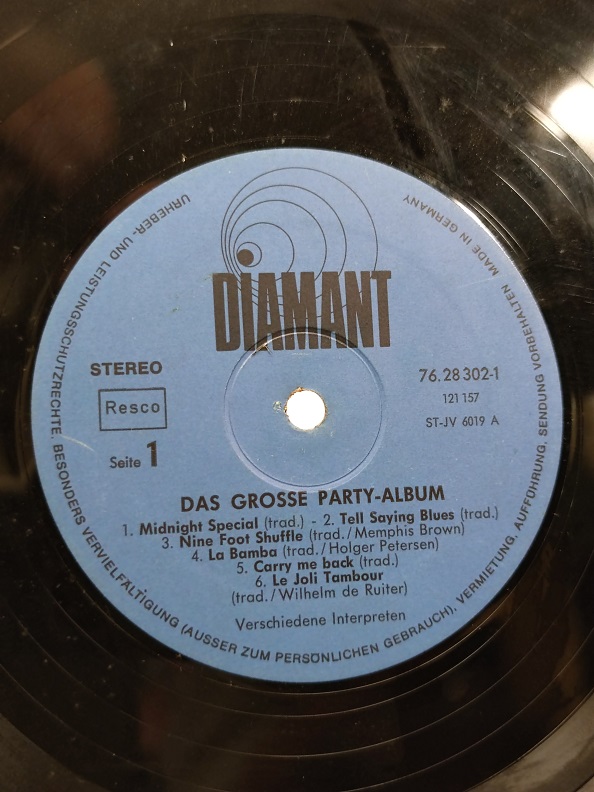 DIAMANT
STEREO
Resco
Seite 1
76.28 302-1
121 157
ST-JV 6019 A
DAS GROSSE PARTY-ALBUM
1. Midnight Special (trad.) - 2. Tell Saying Blues (trad.)
3. Nine Foot Shuffle (trad./Memphis Brown)
4. La Bamba (trad./Holger Petersen)
5. Carry me back (trad.)
6. Le Joli Tambour
(trad./Wilhelm de Ruiter)
Verschiedene Interpreten
URHEBER- UND LEISTUNGSSCHUTZRECHTE. BESONDERS VERVIELFÄLTIGUNG (AUSSER ZUM PERSÖNLICHEN GEBRAUCH), VERMIETUNG, AUFFÜHRUNG, SENDUNG VORBEHALTEN. MADE IN GERMANY